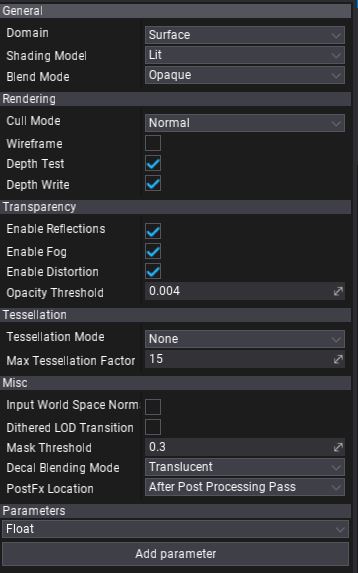 General
Domain Surface
Shading Model Lit
Blend Mode Opaque
Rendering
Cull Mode Normal
Wireframe
Depth Test
Depth Write
Transparency
Enable Reflections
Enable Fog
Enable Distortion
Opacity Threshold 0.004
Tessellation
Tessellation Mode None
Max Tessellation Factor 15
Misc
Input World Space Norm
Dithered LOD Transition
Mask Threshold 0.3
Decal Blending Mode Translucent
PostFx Location After Post Processing Pass
Parameters
Float
Add parameter